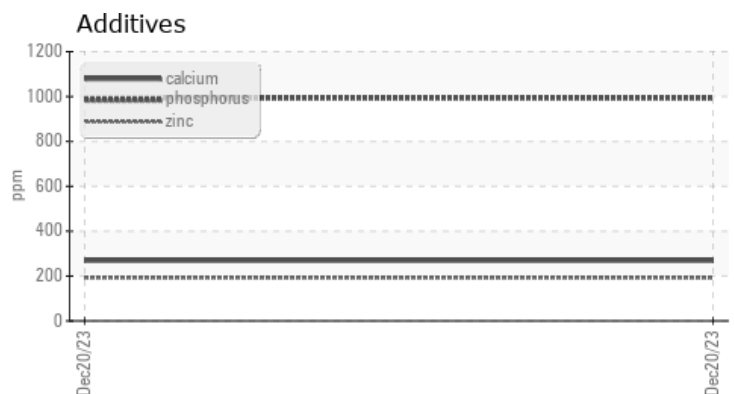 Additives
1200
1000
800
600
400
200
0
ppm
calcium
phosphorus
zinc
Dec20/23
Dec20/23